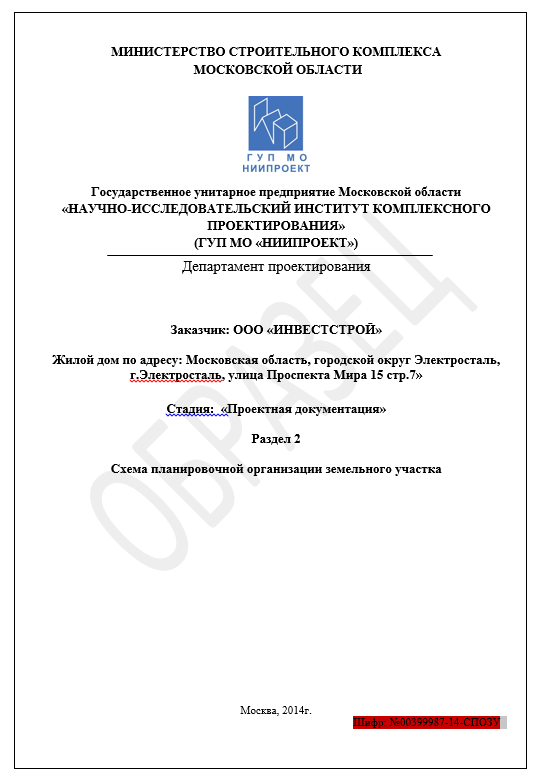 МИНИСТЕРСТВО СТРОИТЕЛЬНОГО КОМПЛЕКСА
МОСКОВСКОЙ ОБЛАСТИ
ГУП МО
НИИПРОЕКТ
Государственное унитарное предприятие Московской области
«НАУЧНО-ИССЛЕДОВАТЕЛЬСКИЙ ИНСТИТУТ КОМПЛЕКСНОГО
ПРОЕКТИРОВАНИЯ»
(ГУП МО «НИИПРОЕКТ»)
Департамент проектирования
Заказчик: ООО «ИНВЕСТСТРОЙ»
Жилой дом по адресу: Московская область, городской округ Электросталь,
г.Электросталь, улица Проспекта Мира 15 стр.7»
Стадия: «Проектная документация»
Раздел 2
Схема планировочной организации земельного участка
ОБРАЗЕЦ
Москва, 2014г.
Шифр: №00399987-14-СПОЗУ